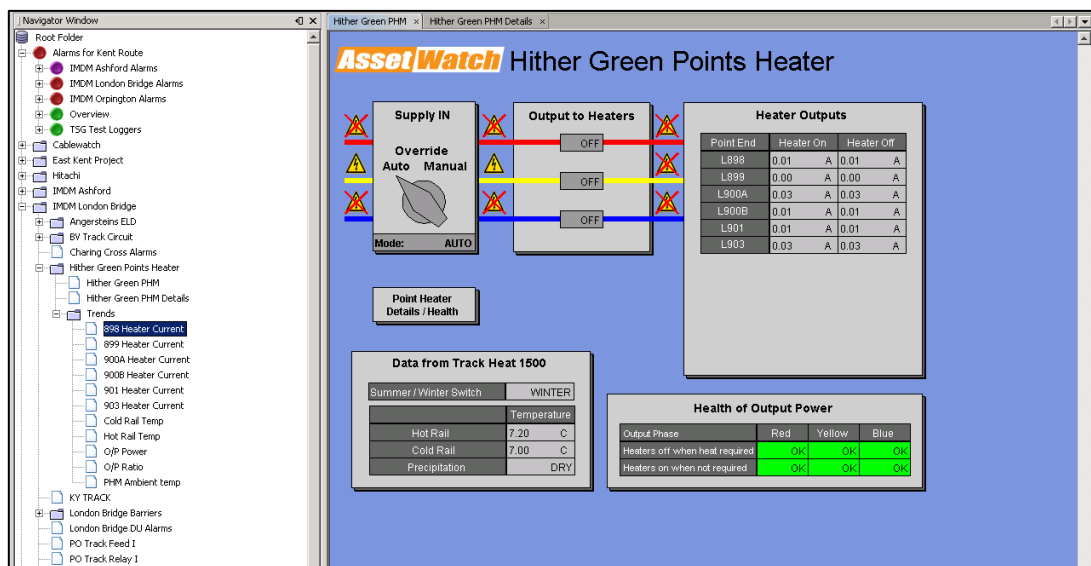 Navigator Window
Root Folder
Alarms for Kent Route
IMDM Ashford Alarms
IMDM London Bridge Alarms
IMDM Orpington Alarms
Overview
TSG Test Loggers
Cablewatch
East Kent Project
Hitachi
IMDM Ashford
IMDM London Bridge
Angersteins ELD
BV Track Circuit
Charing Cross Alarms
Hither Green Points Heater
Hither Green PHM
Hither Green PHM Details
Trends
898 Heater Current
899 Heater Current
900A Heater Current
900B Heater Current
901 Heater Current
903 Heater Current
Cold Rail Temp
Hot Rail Temp
O/P Power
O/P Ratio
PHM Ambient temp
KY TRACK
London Bridge Barriers
London Bridge DU Alarms
PO Track Feed I
PO Track Relay I
Hither Green PHM Hither Green PHM Details
Asset Watch Hither Green Points Heater
Supply IN
Override
Auto Manual
Mode: AUTO
Output to Heaters
OFF
OFF
OFF
Heater Outputs
Point End Heater On Heater Off
L898 0.01 A 0.01 A
L899 0.00 A 0.00 A
L900A 0.03 A 0.03 A
L900B 0.01 A 0.01 A
L901 0.01 A 0.01 A
L903 0.03 A 0.03 A
Point Heater
Details / Health
Data from Track Heat 1500
Summer / Winter Switch WINTER
Temperature
Hot Rail 7.20 C
Cold Rail 7.00 C
Precipitation DRY
Health of Output Power
Output Phase Red Yellow Blue
Heaters off when heat required OK OK OK
Heaters on when not required OK OK OK